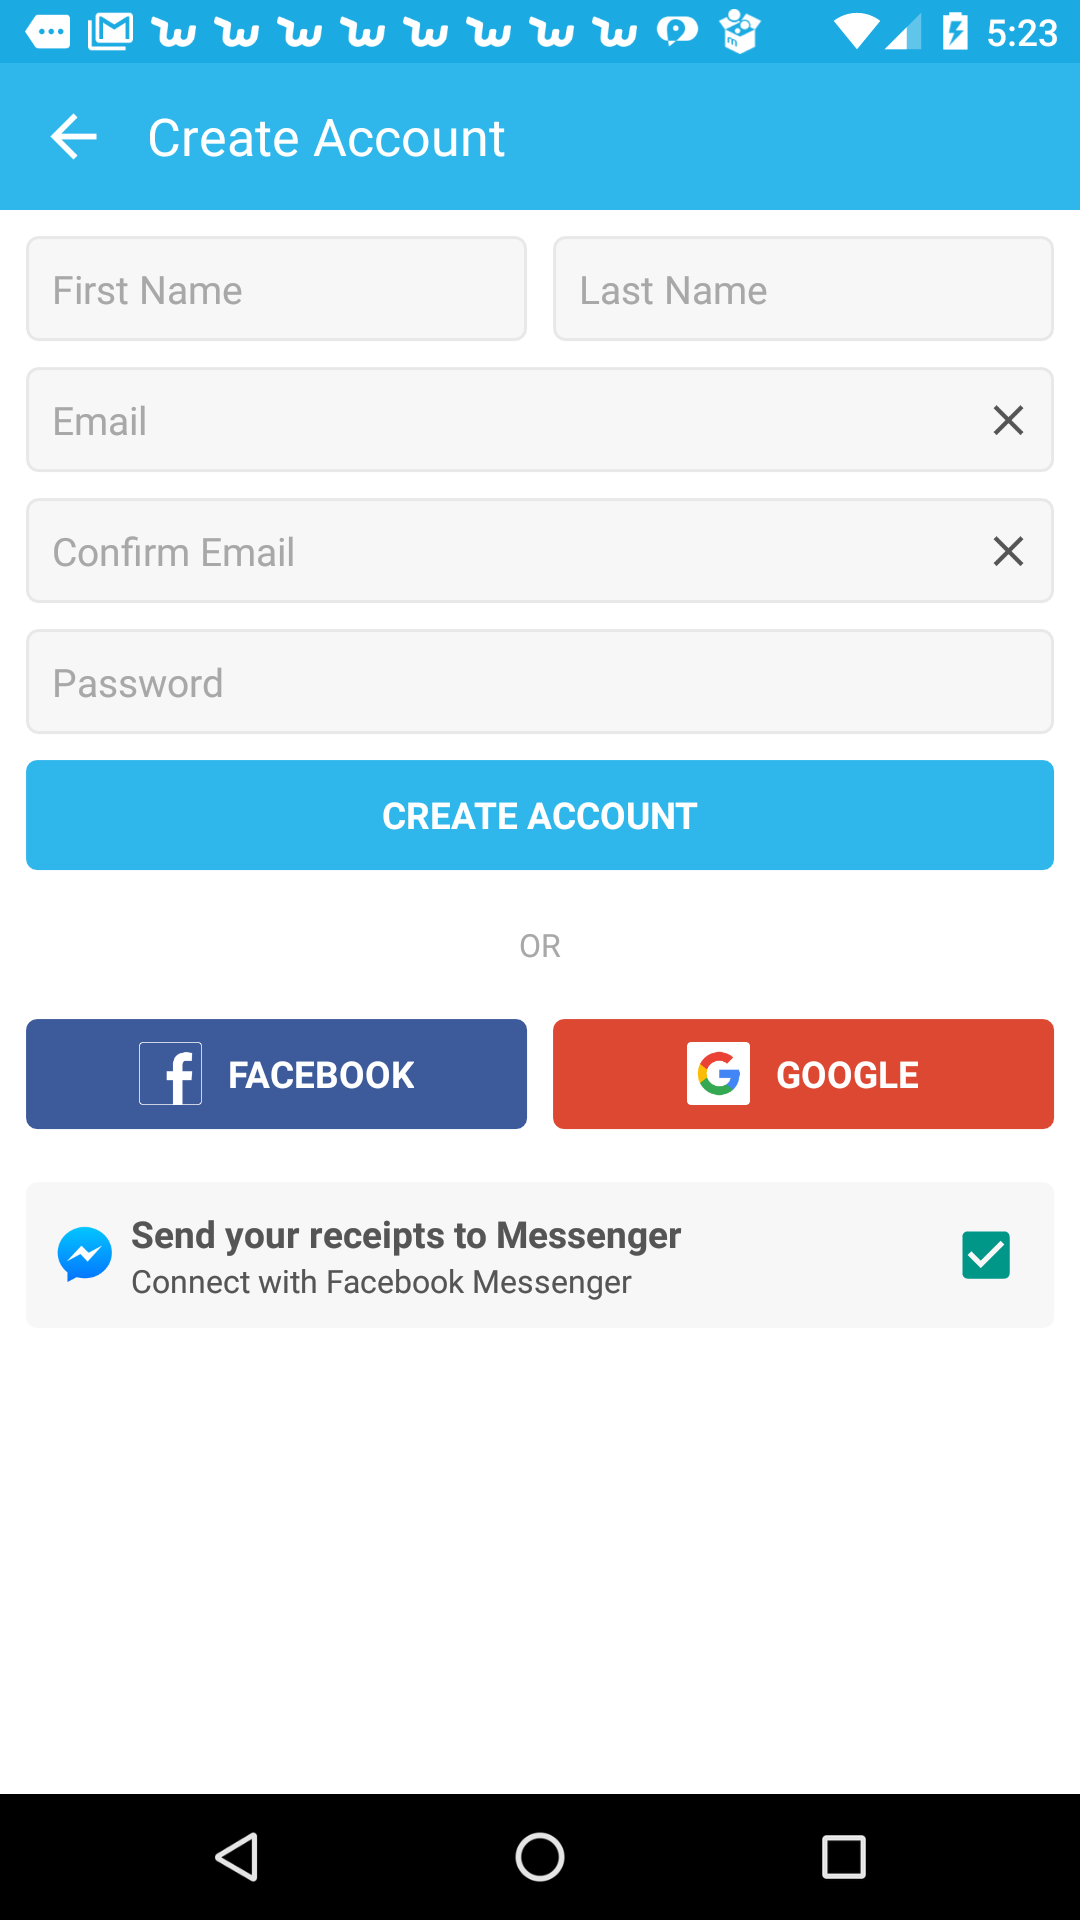 5:23
Create Account
First Name
Last Name
Email
Confirm Email
Password
CREATE ACCOUNT
OR
FACEBOOK
GOOGLE
Send your receipts to Messenger
Connect with Facebook Messenger